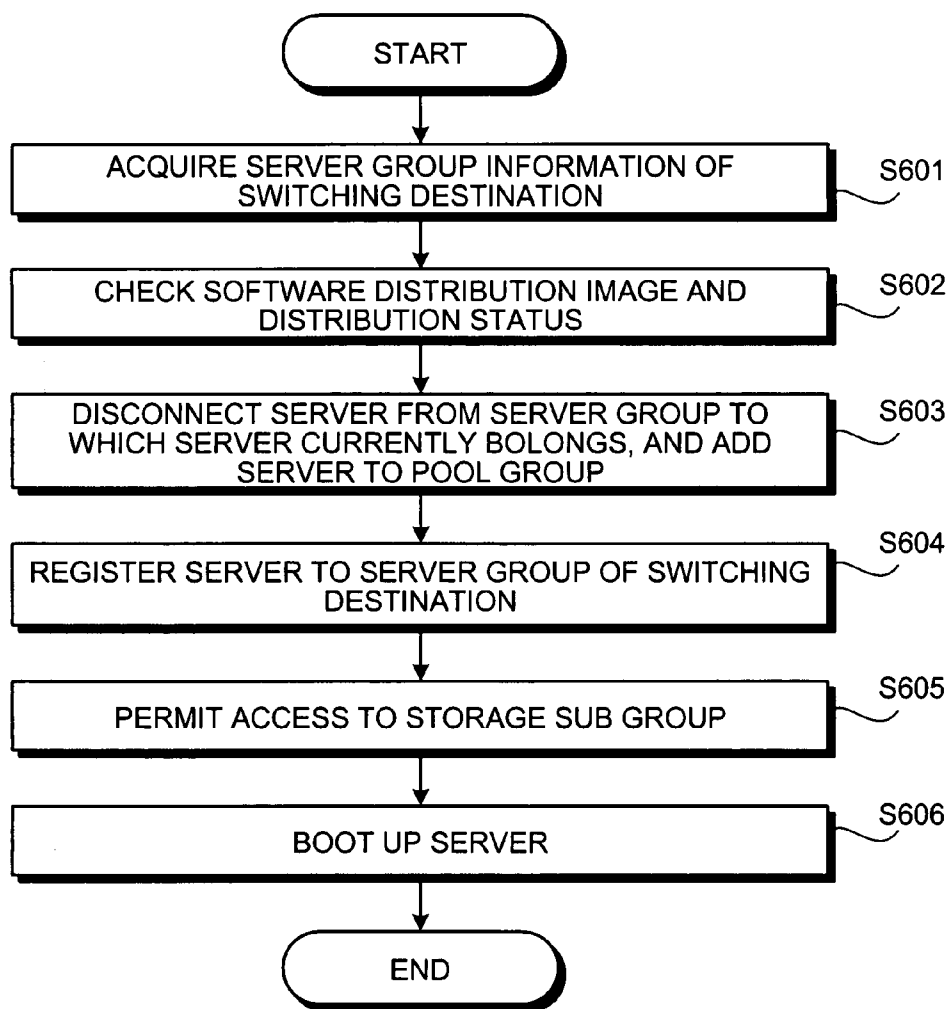 START
ACQUIRE SERVER GROUP INFORMATION OF
SWITCHING DESTINATION
S601
CHECK SOFTWARE DISTRIBUTION IMAGE AND
DISTRIBUTION STATUS
S602
DISCONNECT SERVER FROM SERVER GROUP TO
WHICH SERVER CURRENTLY BOLONGS, AND ADD
SERVER TO POOL GROUP
S603
REGISTER SERVER TO SERVER GROUP OF SWITCHING
DESTINATION
S604
PERMIT ACCESS TO STORAGE SUB GROUP
S605
BOOT UP SERVER
S606
END